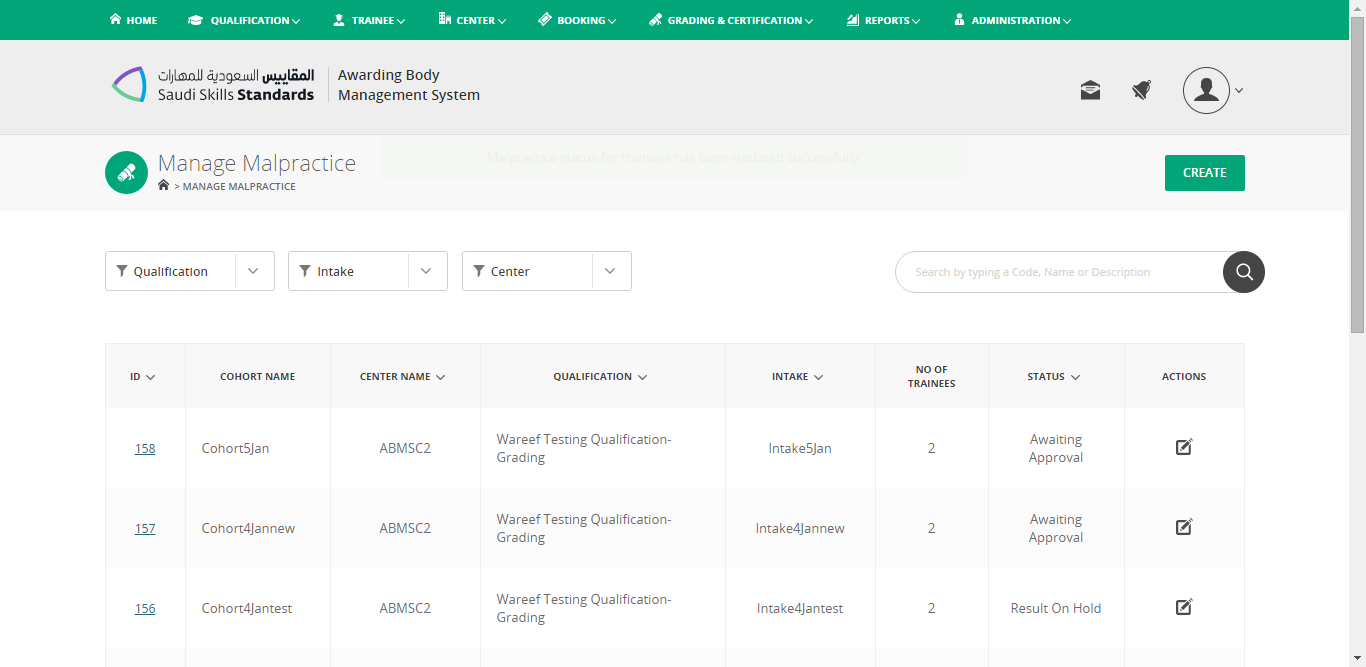 HOME QUALIFICATION TRAINEE CENTER BOOKING GRADING & CERTIFICATION REPORTS ADMINISTRATION
المقاييس السعودية للمهارات
Saudi Skills Standards
Awarding Body
Management System
Manage Malpractice
> MANAGE MALPRACTICE
Malpractice status for trainees has been updated successfully.
CREATE
Qualification Intake Center
Search by typing a Code, Name or Description
ID COHORT NAME CENTER NAME QUALIFICATION INTAKE NO OF TRAINEES STATUS ACTIONS
158 Cohort5Jan ABMSC2 Wareef Testing Qualification-Grading Intake5Jan 2 Awaiting Approval
157 Cohort4Jannew ABMSC2 Wareef Testing Qualification-Grading Intake4Jannew 2 Awaiting Approval
156 Cohort4Jantest ABMSC2 Wareef Testing Qualification-Grading Intake4Jantest 2 Result On Hold